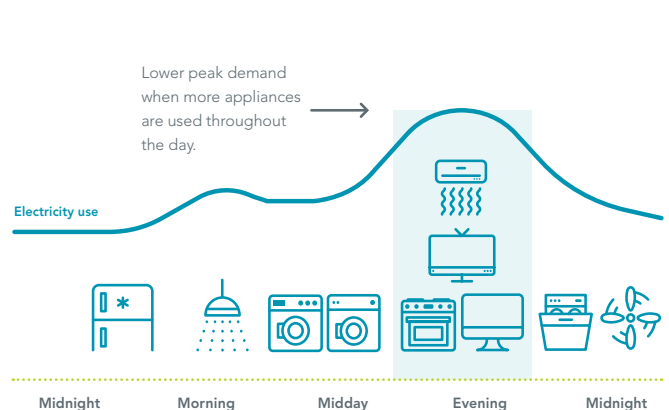 Lower peak demand
when more appliances
are used throughout
the day.
Electricity use
Midnight
Morning
Midday
Evening
Midnight